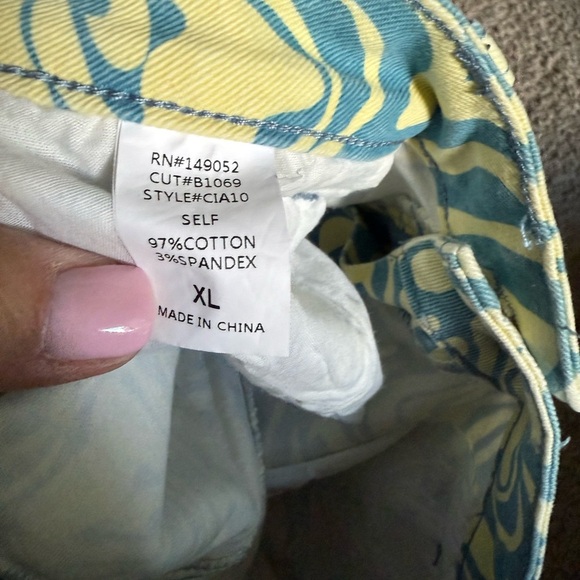 RN#149052
CUT#B1069
STYLE#CIA10
SELF
97%COTTON
3%SPANDEX
XL
MADE IN CHINA